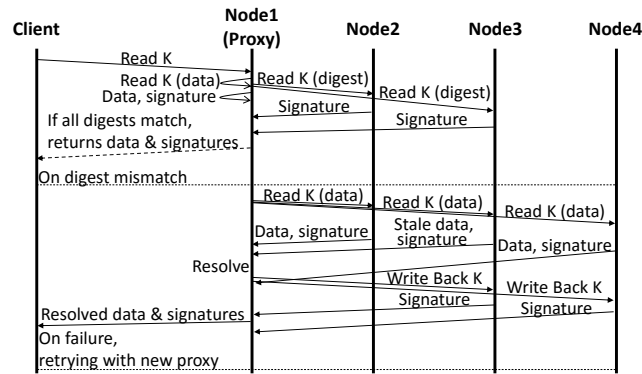 Client
Node1
(Proxy)
Node2
Node3
Node4
Read K
Read K (data)
Read K (digest)
Read K (digest)
Data, signature
Signature
Signature
If all digests match,
returns data & signatures
On digest mismatch
Read K (data)
Read K (data)
Read K (data)
Data, signature
Stale data,
signature
Data, signature
Resolve
Write Back K
Write Back K
Signature
Signature
Resolved data & signatures
On failure,
retrying with new proxy